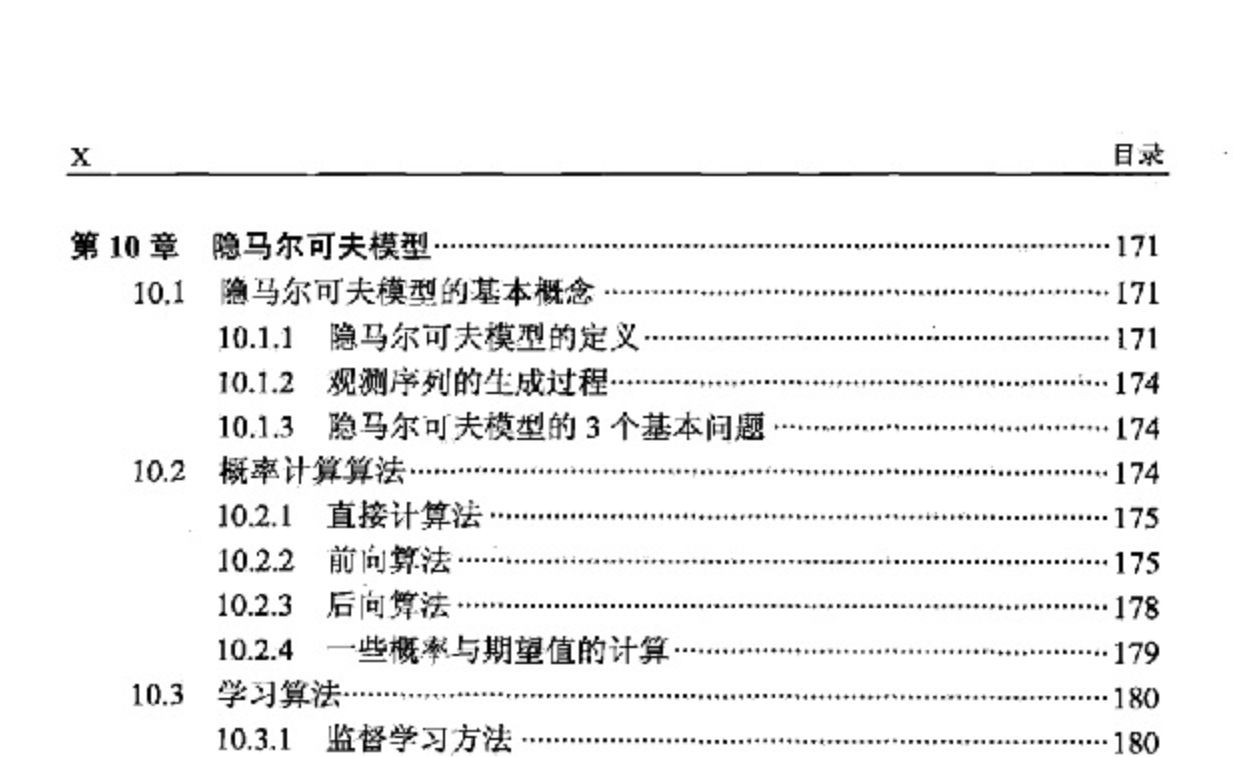 X 目录
第 10 章 隐马尔可夫模型 171
10.1 隐马尔可夫模型的基本概念 171
10.1.1 隐马尔可夫模型的定义 171
10.1.2 观测序列的生成过程 174
10.1.3 隐马尔可夫模型的 3 个基本问题 174
10.2 概率计算算法 174
10.2.1 直接计算法 175
10.2.2 前向算法 175
10.2.3 后向算法 178
10.2.4 一些概率与期望值的计算 179
10.3 学习算法 180
10.3.1 监督学习方法 180